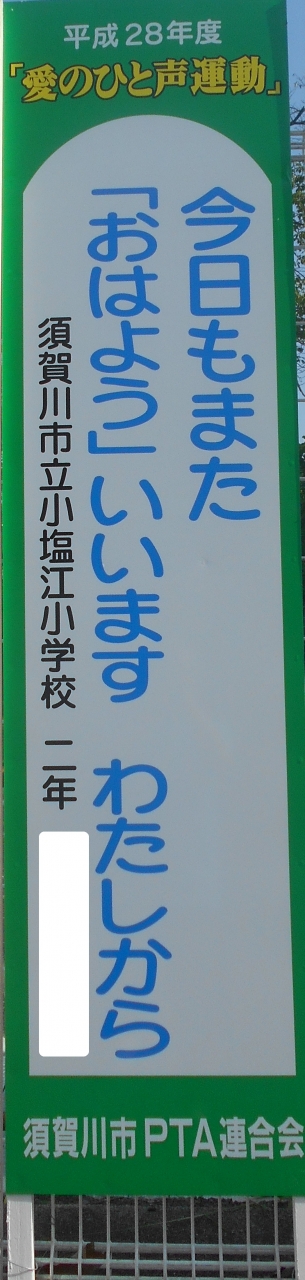 平成28年度
「愛のひと声運動」
今日もまた
「おはよう」いいます わたしから
須賀川市立小塩江小学校 二年
須賀川市PTA連合会